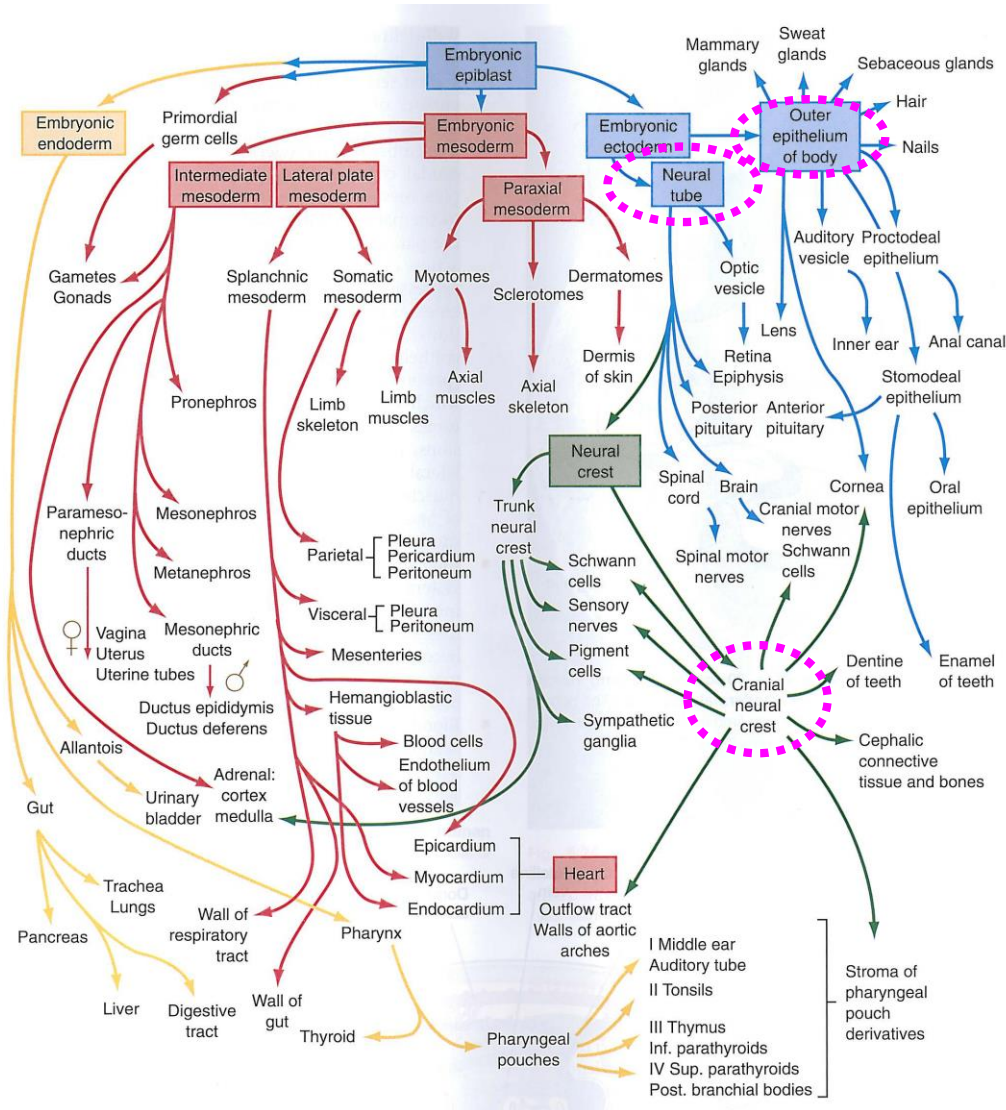 Embryonic
epiblast
Mammary
glands
Sweat
glands
Sebaceous glands
Hair
Nails
Outer
epithelium
of body
Embryonic
endoderm
Primordial
germ cells
Embryonic
mesoderm
Embryonic
ectoderm
Intermediate
mesoderm
Lateral plate
mesoderm
Paraxial
mesoderm
Neural
tube
Gametes
Gonads
Splanchnic
mesoderm
Somatic
mesoderm
Myotomes
Sclerotomes
Dermatomes
Optic
vesicle
Auditory
vesicle
Proctodeal
epithelium
Lens
Inner ear
Anal canal
Pronephros
Limb
skeleton
Limb
muscles
Axial
muscles
Axial
skeleton
Dermis
of skin
Retina
Epiphysis
Posterior
pituitary
Anterior
pituitary
Stomodeal
epithelium
Neural
crest
Spinal
cord
Brain
Cornea
Oral
epithelium
Parameso-
nephric
ducts
Mesonephros
Metanephros
Trunk
neural
crest
Cranial motor
nerves
Spinal motor
nerves
Schwann
cells
Parietal
Pleura
Pericardium
Peritoneum
Schwann
cells
Sensory
nerves
Pigment
cells
Visceral
Pleura
Peritoneum
♀
Vagina
Uterus
Uterine tubes
Mesonephric
ducts
♂
Ductus epididymis
Ductus deferens
Mesenteries
Hemangioblastic
tissue
Blood cells
Endothelium
of blood
vessels
Sympathetic
ganglia
Cranial
neural
crest
Dentine
of teeth
Enamel
of teeth
Cephalic
connective
tissue and bones
Allantois
Gut
Urinary
bladder
Adrenal:
cortex
medulla
Epicardium
Myocardium
Endocardium
Heart
Outflow tract
Walls of aortic
arches
Trachea
Lungs
Pancreas
Liver
Digestive
tract
Wall of
respiratory
tract
Wall of
gut
Pharynx
Thyroid
Pharyngeal
pouches
I Middle ear
Auditory tube
II Tonsils
III Thymus
Inf. parathyroids
IV Sup. parathyroids
Post. branchial bodies
Stroma of
pharyngeal
pouch
derivatives